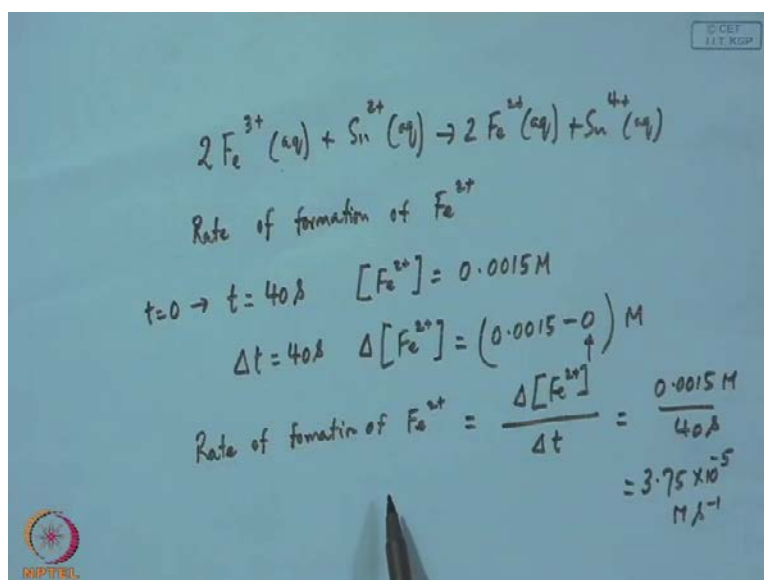 © CET
I.I.T. KGP
2 Fe³⁺ (aq) + Sn²⁺ (aq) → 2 Fe²⁺ (aq) + Sn⁴⁺ (aq)
Rate of formation of Fe²⁺
t=0 → t = 40 s [Fe²⁺] = 0.0015 M
Δt = 40 s Δ[Fe²⁺] = (0.0015 - 0) M
↑
Rate of fomation of Fe²⁺ = Δ[Fe²⁺] / Δt = 0.0015 M / 40 s
= 3.75 × 10⁻⁵
M s⁻¹
NPTEL